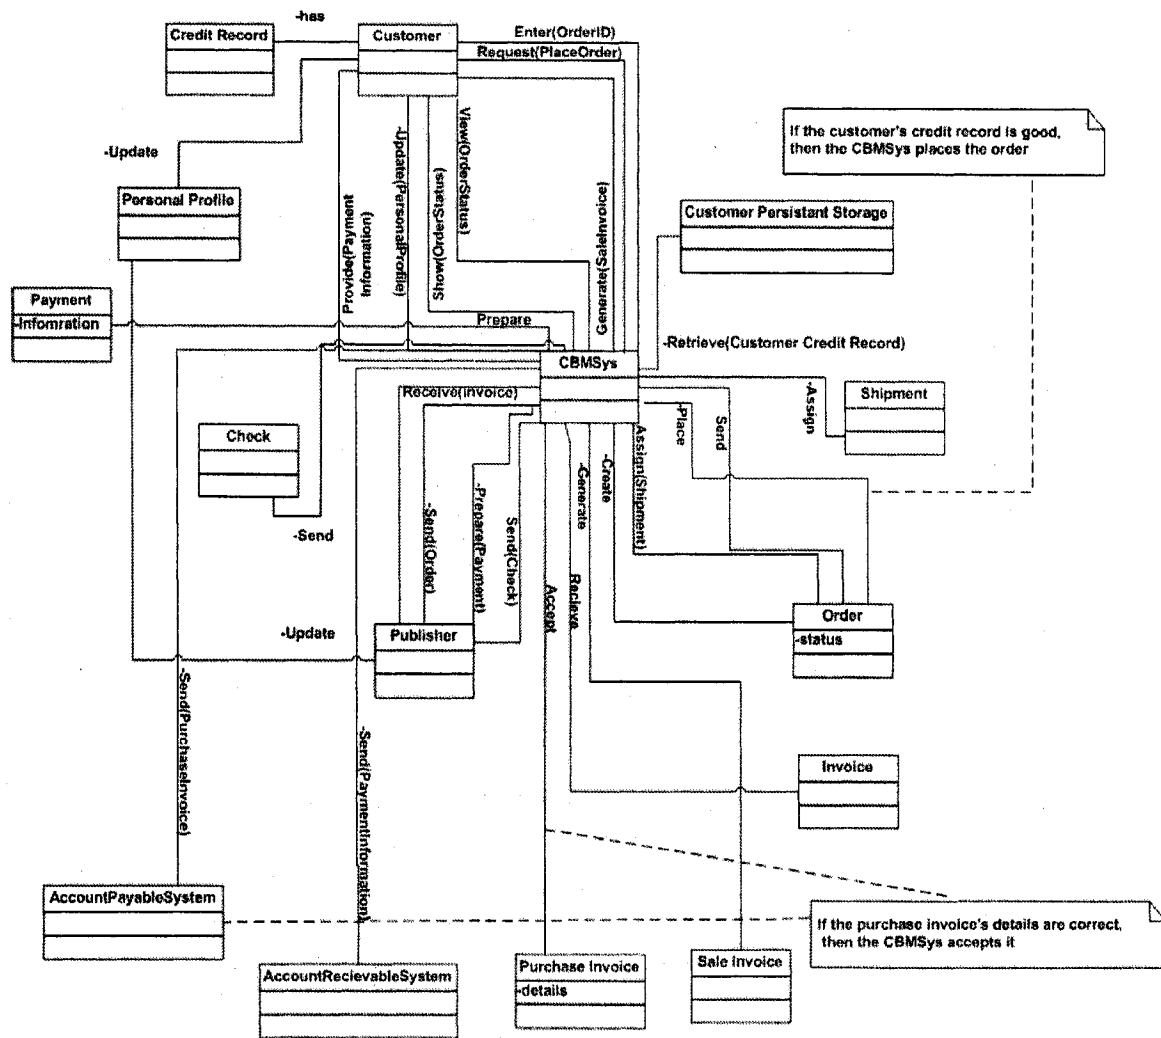 -has
Credit Record
Customer
Enter(OrderID)
Request(PlaceOrder)
If the customer's credit record is good,
then the CBMSys places the order
-Update
Personal Profile
Provide(Payment
Information)
-Update(PersonalProfile)
Show(OrderStatus)
View(OrderStatus)
Generate(SaleInvoice)
Customer Persistant Storage
Payment
-Infomration
Prepare
-Retrieve(Customer Credit Record)
CBMSys
Receive(Invoice)
-Assign
Shipment
-Place
Send
Check
-Send
-Send(Order)
-Prepare(Payment)
Send(Check)
Accept
Recieve
-Generate
-Create
Assign(Shipment)
Order
-status
-Update
Publisher
-Send(PurchaseInvoice)
-Send(PaymentInformation)
Invoice
AccountPayableSystem
If the purchase invoice's details are correct,
then the CBMSys accepts it
AccountRecievableSystem
Purchase Invoice
-details
Sale Invoice